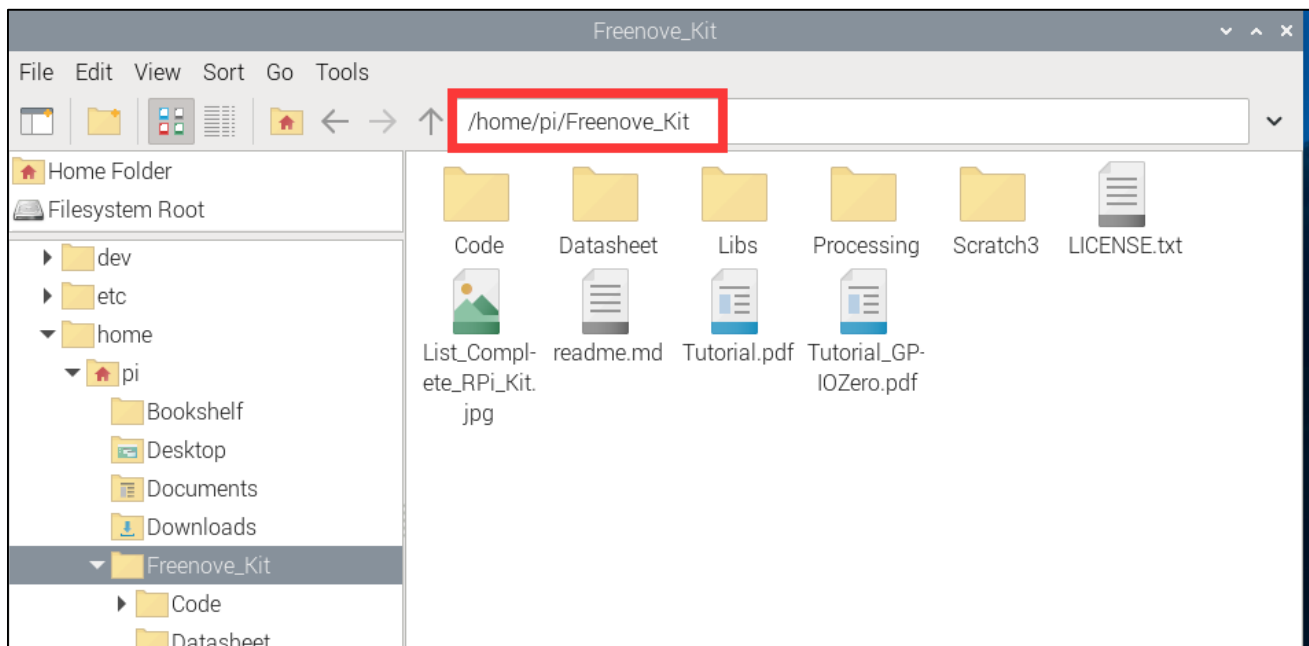 Freenove_Kit
File Edit View Sort Go Tools
/home/pi/Freenove_Kit
Home Folder
Filesystem Root
dev
etc
home
pi
Bookshelf
Desktop
Documents
Downloads
Freenove_Kit
Code
Datasheet
Code Datasheet Libs Processing Scratch3 LICENSE.txt
List_Compl-
ete_RPi_Kit.
jpg
readme.md
Tutorial.pdf
Tutorial_GP-
IOZero.pdf